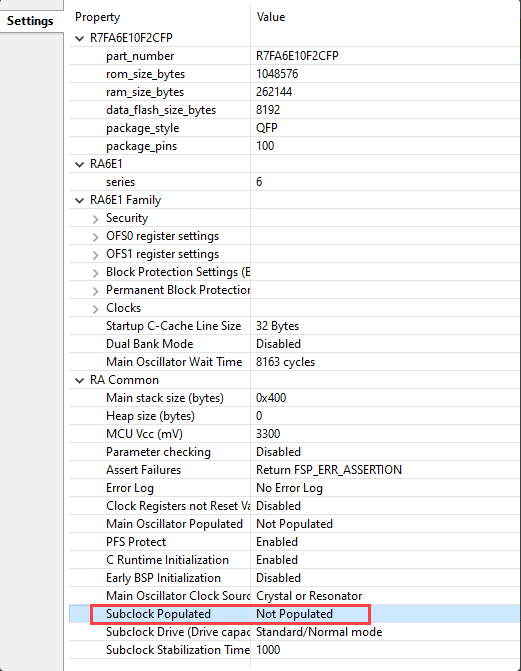 Settings
Property Value
R7FA6E10F2CFP
part_number R7FA6E10F2CFP
rom_size_bytes 1048576
ram_size_bytes 262144
data_flash_size_bytes 8192
package_style QFP
package_pins 100
RA6E1
series 6
RA6E1 Family
Security
OFS0 register settings
OFS1 register settings
Block Protection Settings (E
Permanent Block Protection
Clocks
Startup C-Cache Line Size 32 Bytes
Dual Bank Mode Disabled
Main Oscillator Wait Time 8163 cycles
RA Common
Main stack size (bytes) 0x400
Heap size (bytes) 0
MCU Vcc (mV) 3300
Parameter checking Disabled
Assert Failures Return FSP_ERR_ASSERTION
Error Log No Error Log
Clock Registers not Reset Va Disabled
Main Oscillator Populated Not Populated
PFS Protect Enabled
C Runtime Initialization Enabled
Early BSP Initialization Disabled
Main Oscillator Clock Sourc Crystal or Resonator
Subclock Populated Not Populated
Subclock Drive (Drive capac Standard/Normal mode
Subclock Stabilization Time 1000